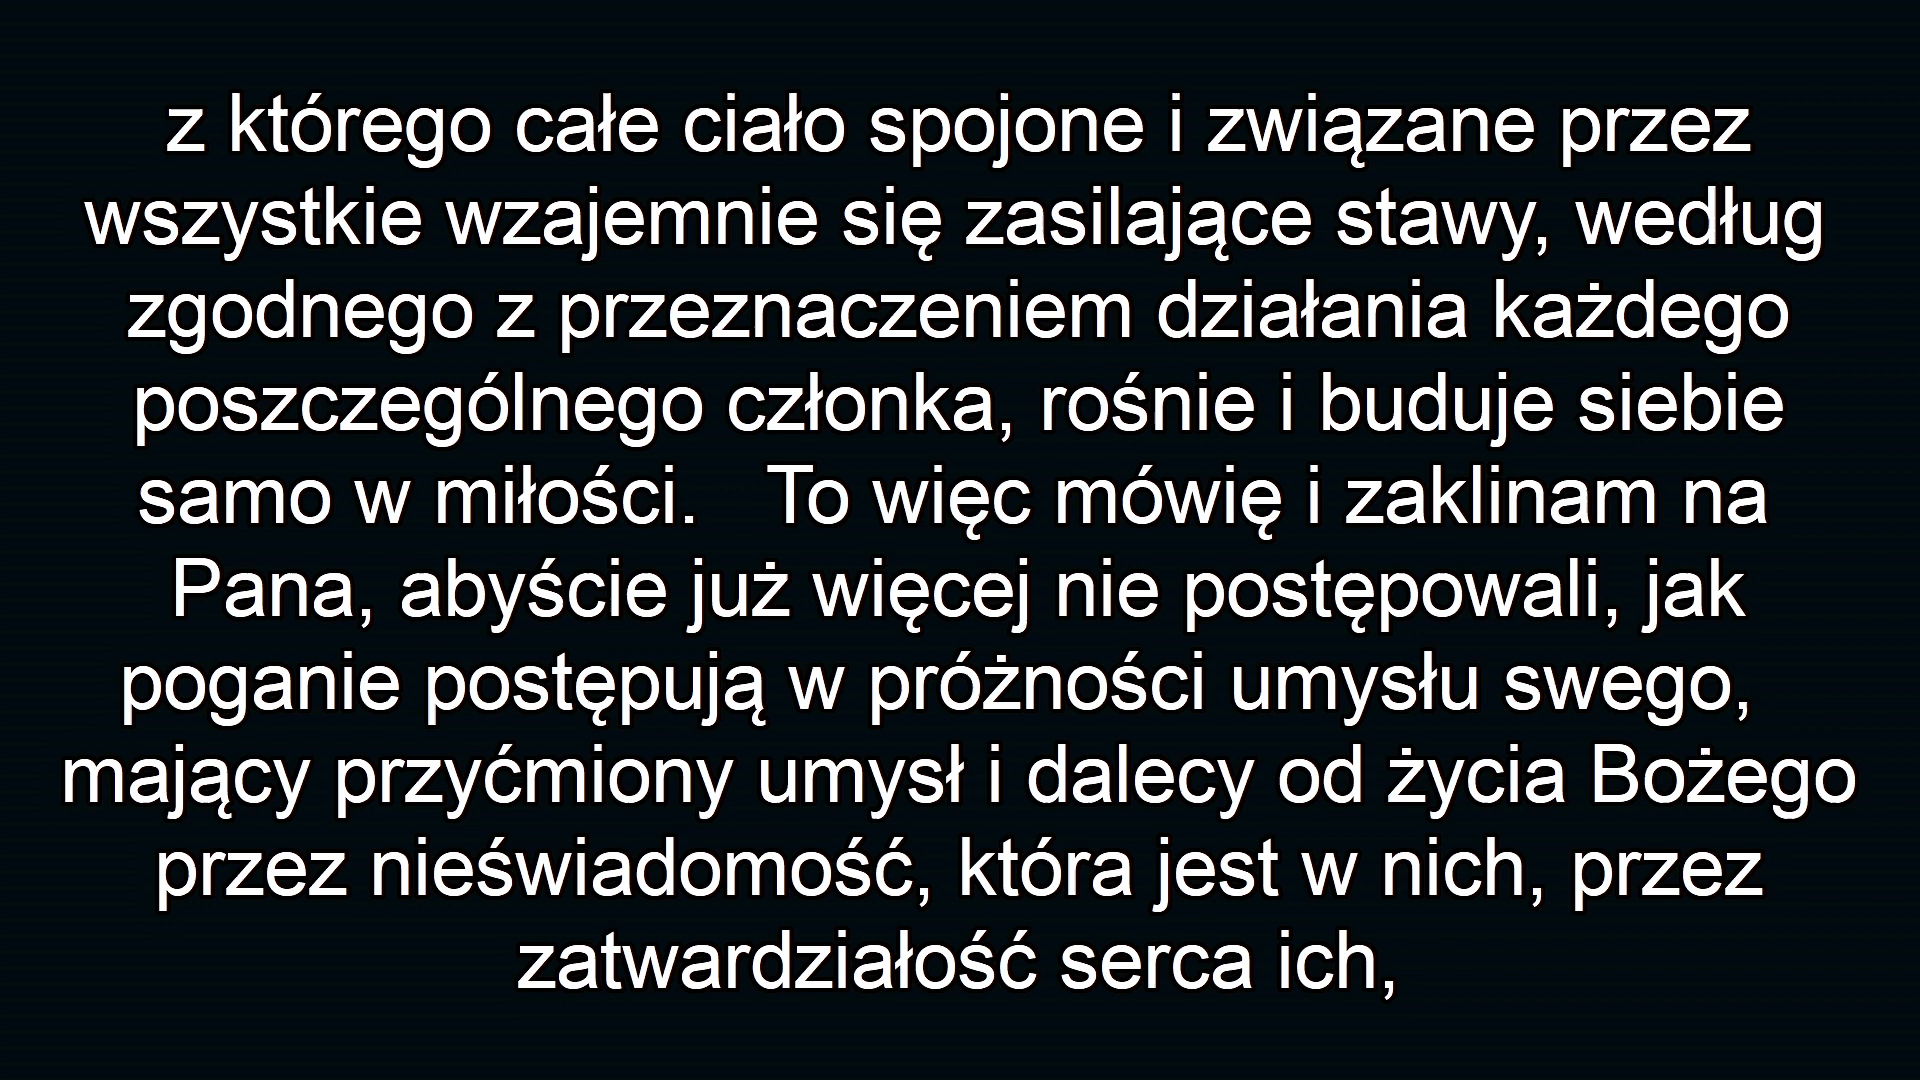 z którego całe ciało spojone i związane przez
wszystkie wzajemnie się zasilające stawy, według
zgodnego z przeznaczeniem działania każdego
poszczególnego członka, rośnie i buduje siebie
samo w miłości.   To więc mówię i zaklinam na
Pana, abyście już więcej nie postępowali, jak
poganie postępują w próżności umysłu swego,
mający przyćmiony umysł i dalecy od życia Bożego
przez nieświadomość, która jest w nich, przez
zatwardziałość serca ich,